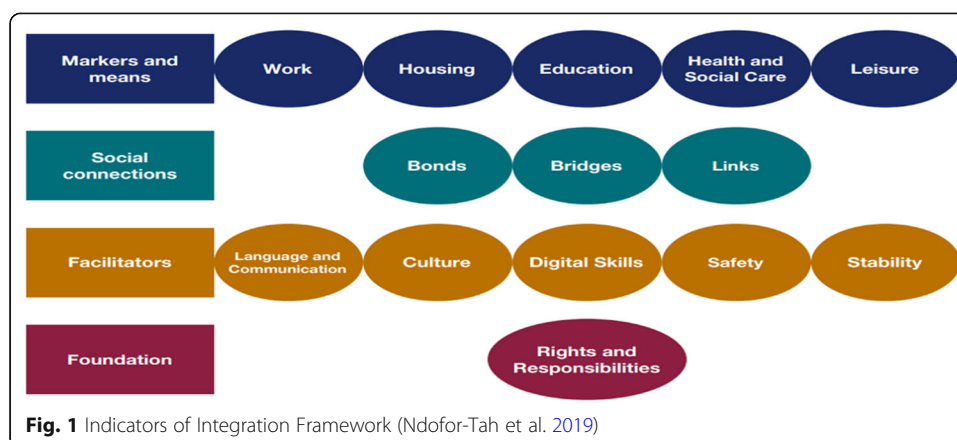 Markers and
means
Work
Housing
Education
Health and
Social Care
Leisure
Social
connections
Bonds
Bridges
Links
Facilitators
Language and
Communication
Culture
Digital Skills
Safety
Stability
Foundation
Rights and
Responsibilities
Fig. 1 Indicators of Integration Framework (Ndofor-Tah et al. 2019)